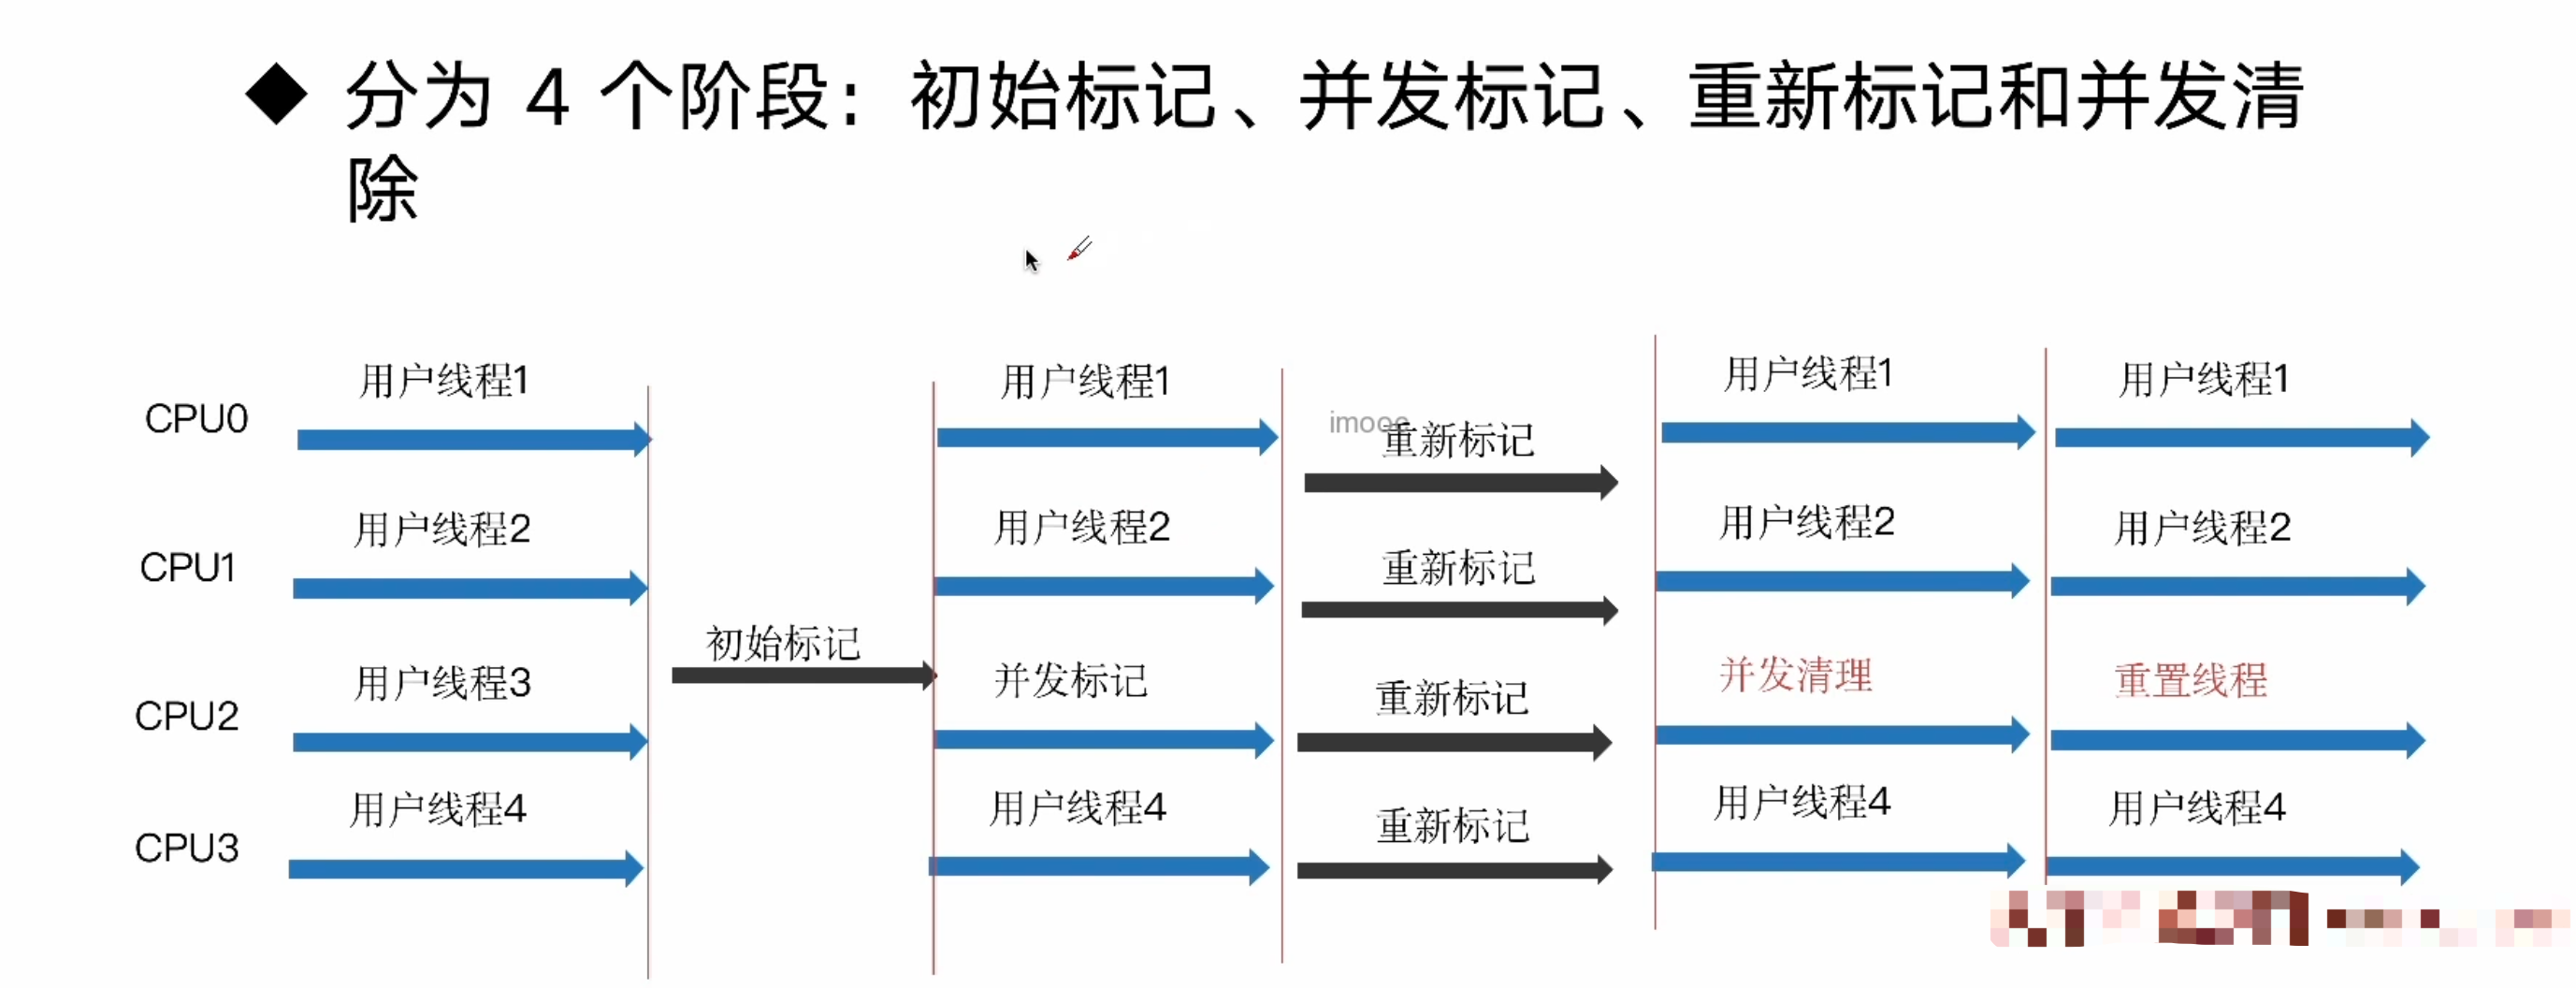 ◆ 分为 4 个阶段：初始标记、并发标记、重新标记和并发清
除
用户线程1
用户线程1
用户线程1
用户线程1
CPU0
imooc
重新标记
用户线程2
用户线程2
用户线程2
用户线程2
CPU1
重新标记
初始标记
用户线程3
并发标记
重新标记
并发清理
重置线程
CPU2
用户线程4
用户线程4
重新标记
用户线程4
用户线程4
CPU3